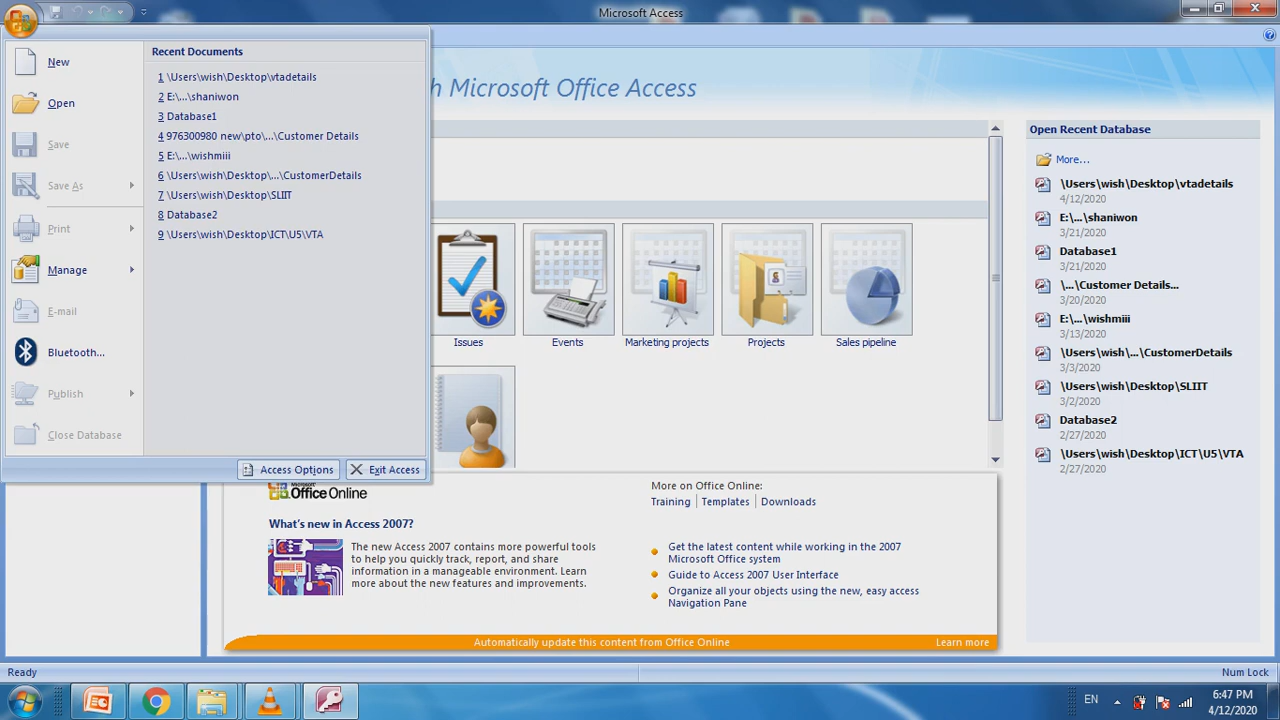 Microsoft Access
New
Open
Save
Save As
Print
Manage
E-mail
Bluetooth...
Publish
Close Database
Recent Documents
1 \Users\wish\Desktop\vtadetails
2 E:\...\shaniwon
3 Database1
4 976300980 new\pto\...\Customer Details
5 E:\...\wishmiii
6 \Users\wish\Desktop\...\CustomerDetails
7 \Users\wish\Desktop\SLIIT
8 Database2
9 \Users\wish\Desktop\ICT\U5\VTA
Access Options
Exit Access
h Microsoft Office Access
Issues
Events
Marketing projects
Projects
Sales pipeline
Microsoft
Office Online
What's new in Access 2007?
The new Access 2007 contains more powerful tools
to help you quickly track, report, and share
information in a manageable environment. Learn
more about the new features and improvements.
More on Office Online:
Training | Templates | Downloads
Get the latest content while working in the 2007
Microsoft Office system
Guide to Access 2007 User Interface
Organize all your objects using the new, easy access
Navigation Pane
Automatically update this content from Office Online
Learn more
Open Recent Database
More...
\Users\wish\Desktop\vtadetails
4/12/2020
E:\...\shaniwon
3/21/2020
Database1
3/21/2020
\...\Customer Details...
3/20/2020
E:\...\wishmiii
3/13/2020
\Users\wish\...\CustomerDetails
3/3/2020
\Users\wish\Desktop\SLIIT
3/2/2020
Database2
2/27/2020
\Users\wish\Desktop\ICT\U5\VTA
2/27/2020
Ready
Num Lock
EN
6:47 PM
4/12/2020